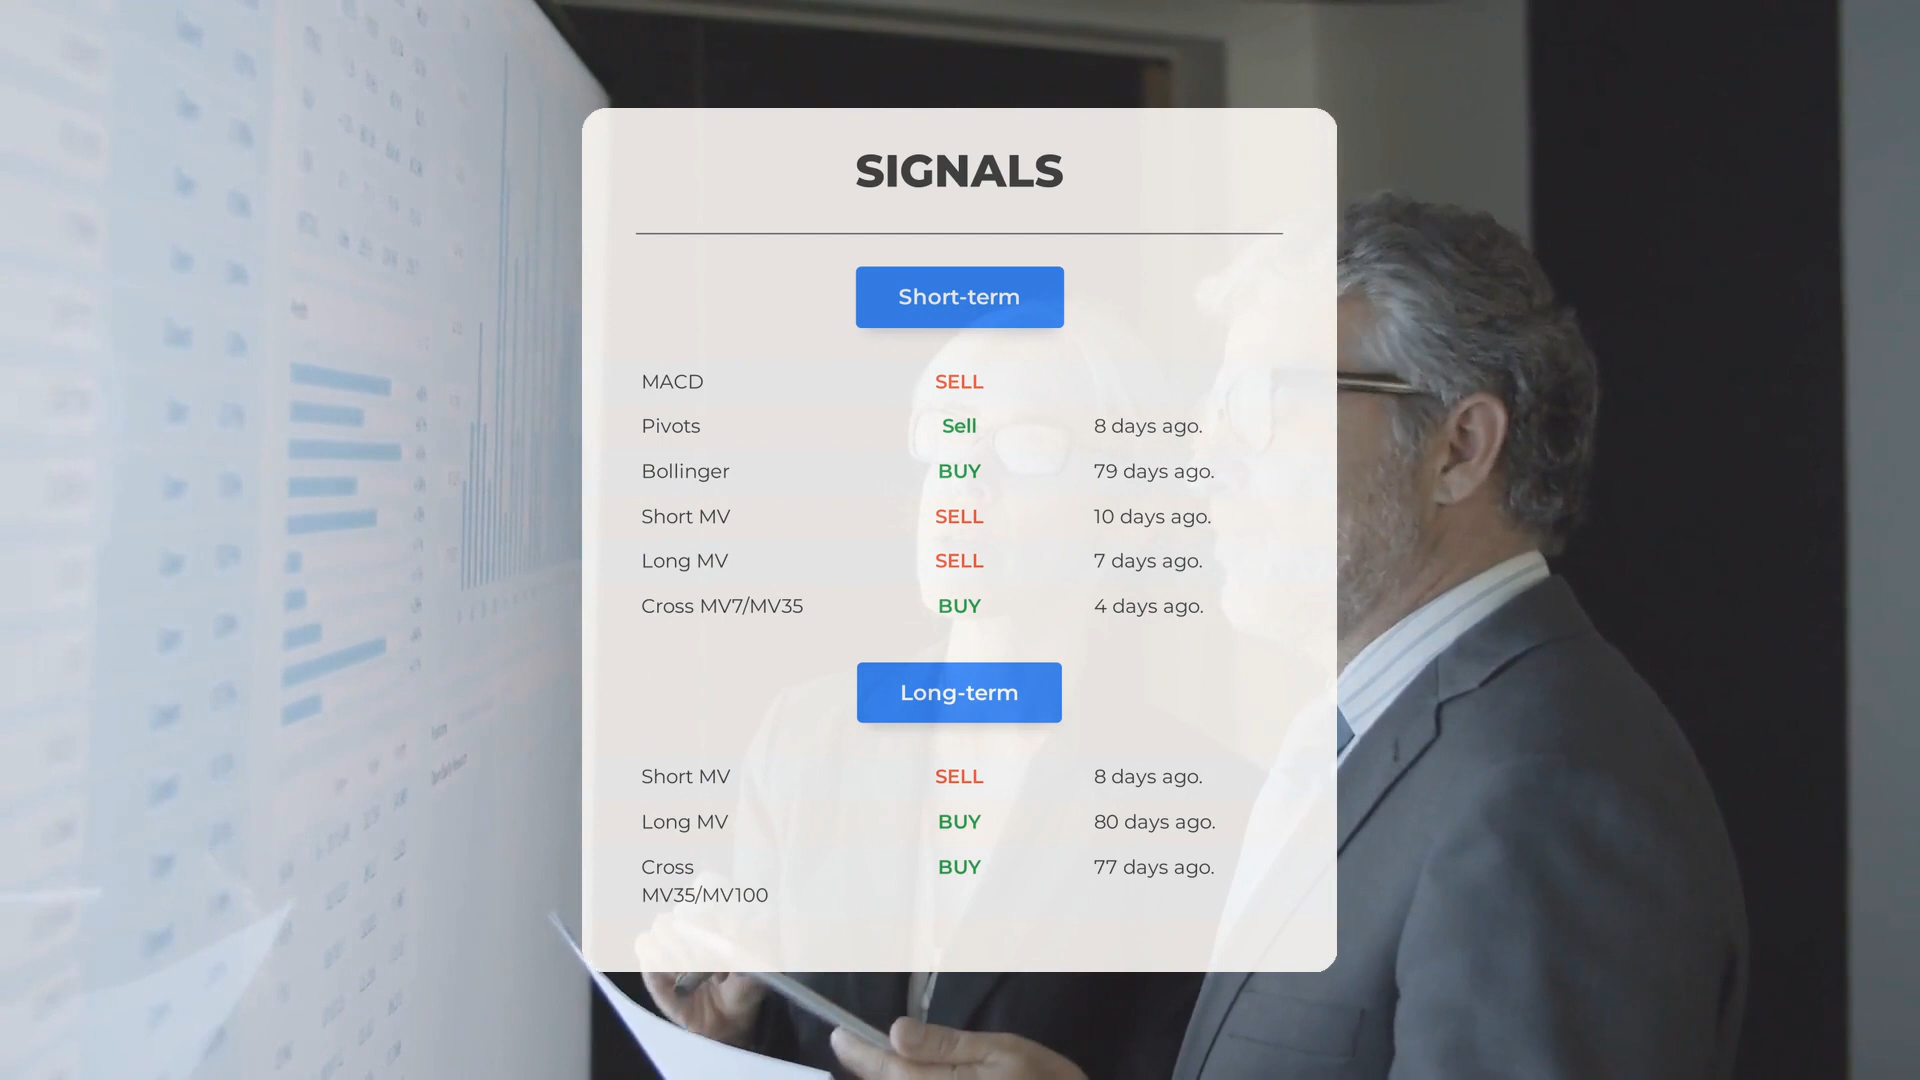 SIGNALS
Short-term
MACD SELL
Pivots Sell 8 days ago.
Bollinger BUY 79 days ago.
Short MV SELL 10 days ago.
Long MV SELL 7 days ago.
Cross MV7/MV35 BUY 4 days ago.
Long-term
Short MV SELL 8 days ago.
Long MV BUY 80 days ago.
Cross BUY 77 days ago.
MV35/MV100